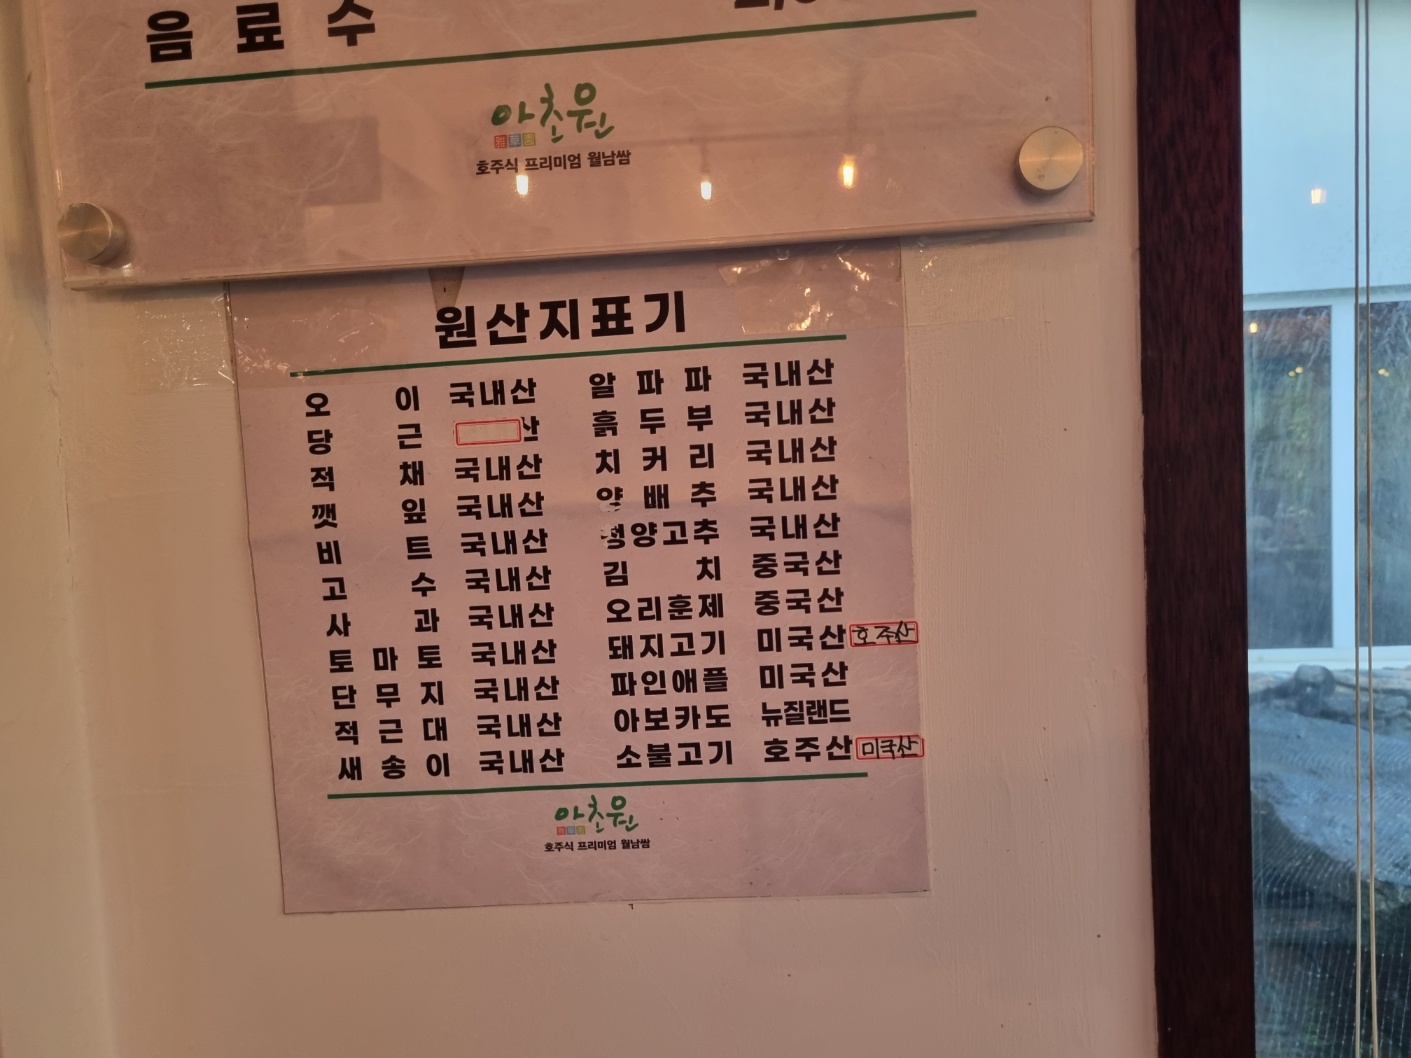 음료수
아초원
호주식 프리미엄 월남쌈
원산지표기
오이 국내산
당근 산
적채 국내산
깻잎 국내산
비트 국내산
고수 국내산
사과 국내산
토마토 국내산
단무지 국내산
적근대 국내산
새송이 국내산
알파파 국내산
흙두부 국내산
치커리 국내산
양배추 국내산
청양고추 국내산
김치 중국산
오리훈제 중국산
돼지고기 미국산 호주산
파인애플 미국산
아보카도 뉴질랜드
소불고기 호주산 미국산
아초원
호주식 프리미엄 월남쌈